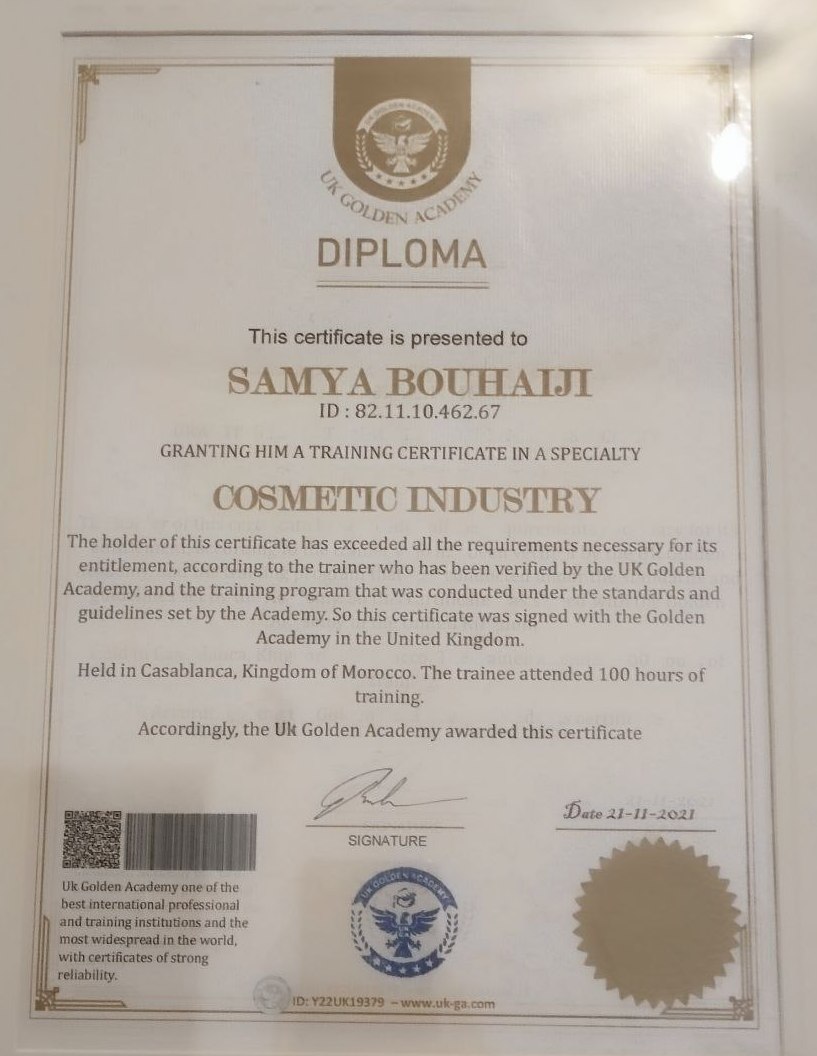 UK GOLDEN ACADEMY
UK GOLDEN ACADEMY
DIPLOMA
This certificate is presented to
SAMYA BOUHAIJI
ID : 82.11.10.462.67
GRANTING HIM A TRAINING CERTIFICATE IN A SPECIALTY
COSMETIC INDUSTRY
The holder of this certificate has exceeded all the requirements necessary for its
entitlement, according to the trainer who has been verified by the UK Golden
Academy, and the training program that was conducted under the standards and
guidelines set by the Academy. So this certificate was signed with the Golden
Academy in the United Kingdom.
Held in Casablanca, Kingdom of Morocco. The trainee attended 100 hours of
training.
Accordingly, the Uk Golden Academy awarded this certificate
Date 21-11-2021
SIGNATURE
UK GOLDEN ACADEMY
Uk Golden Academy one of the
best international professional
and training institutions and the
most widespread in the world,
with certificates of strong
reliability.
ID: Y22UK19379 – www.uk-ga.com